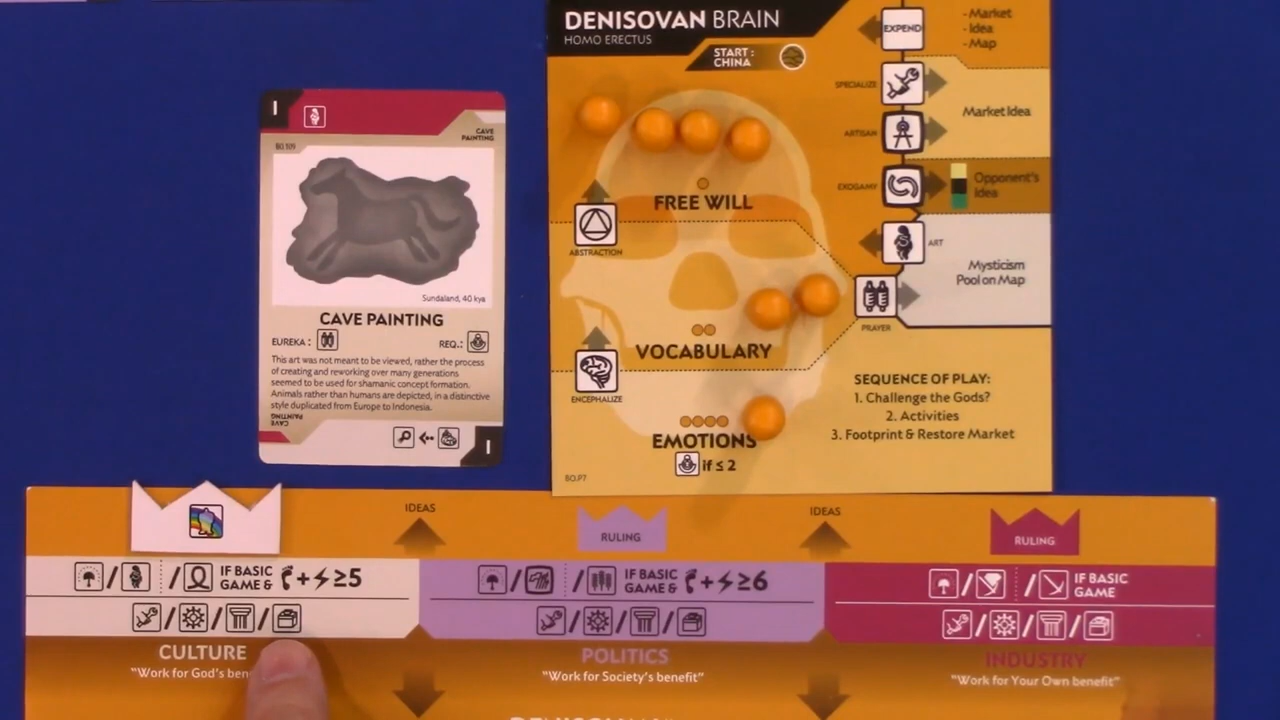 I
CAVE
PAINTING
Sundaland, 40 kya
CAVE PAINTING
EUREKA :
REQ.:
This art was not meant to be viewed, rather the process
of creating and reworking over many generations
seemed to be used for shamanic concept formation.
Animals rather than humans are depicted, in a distinctive
style duplicated from Europe to Indonesia.
CAVE
PAINTING
I
DENISOVAN BRAIN
HOMO ERECTUS
START :
CHINA
EXPEND
- Market
- Idea
- Map
SPECIALIZE
Market Idea
ARTISAN
EXOGAMY
Opponent's
Idea
FREE WILL
ABSTRACTION
ART
Mysticism
Pool on Map
PRAYER
VOCABULARY
ENCEPHALIZE
SEQUENCE OF PLAY:
1. Challenge the Gods?
2. Activities
3. Footprint & Restore Market
EMOTIONS
if ≤ 2
BO.P7
IDEAS
RULING
IDEAS
RULING
/ / IF BASIC GAME & + ≥5
/ / /
CULTURE
"Work for God's ben
/ / IF BASIC GAME & + ≥6
/ / /
POLITICS
"Work for Society's benefit"
/ / IF BASIC GAME
/ / /
INDUSTRY
"Work for Your Own benefit"